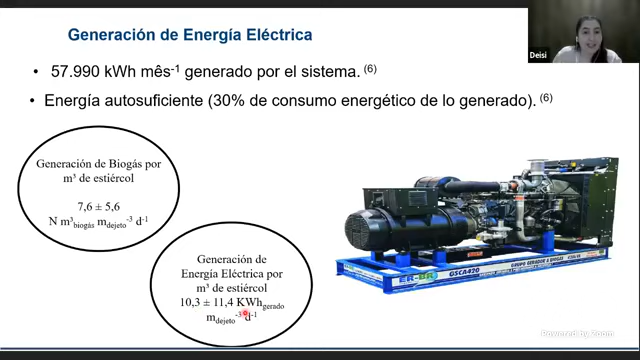 Generación de Energía Eléctrica
Deisi
• 57.990 kWh mês-1 generado por el sistema. (6)
• Energía autosuficiente (30% de consumo energético de lo generado). (6)
Generación de Biogás por
m³ de estiércol
7,6 ± 5,6
N m³biogás mdejeto-3 d-1
Generación de
Energía Eléctrica por
m³ de estiércol
10,3 ± 11,4 KWhgerado
mdejeto-3 d-1
ER-BR
GSCA420
GRUPO GERADOR A BIOGÁS
Powered by Zoom